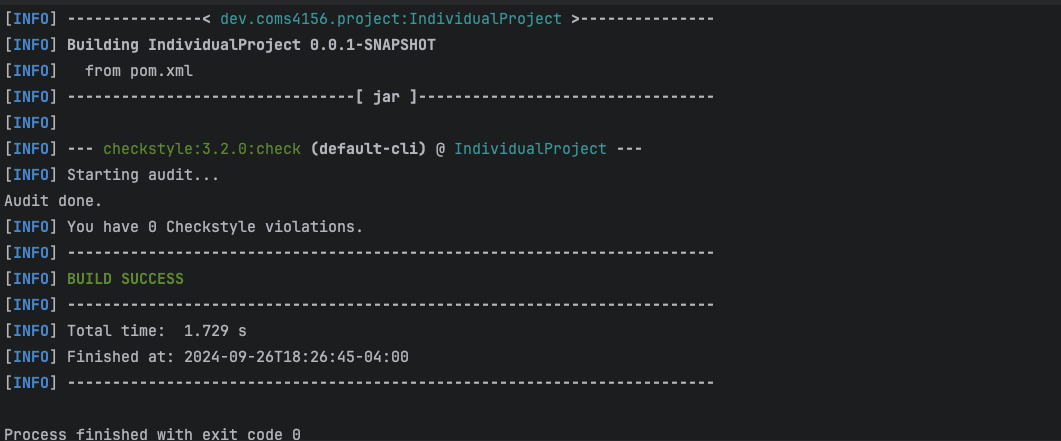 [INFO] ---------------< dev.coms4156.project:IndividualProject >---------------
[INFO] Building IndividualProject 0.0.1-SNAPSHOT
[INFO]   from pom.xml
[INFO] --------------------------------[ jar ]---------------------------------
[INFO]
[INFO] --- checkstyle:3.2.0:check (default-cli) @ IndividualProject ---
[INFO] Starting audit...
Audit done.
[INFO] You have 0 Checkstyle violations.
[INFO] ------------------------------------------------------------------------
[INFO] BUILD SUCCESS
[INFO] ------------------------------------------------------------------------
[INFO] Total time:  1.729 s
[INFO] Finished at: 2024-09-26T18:26:45-04:00
[INFO] ------------------------------------------------------------------------
Process finished with exit code 0